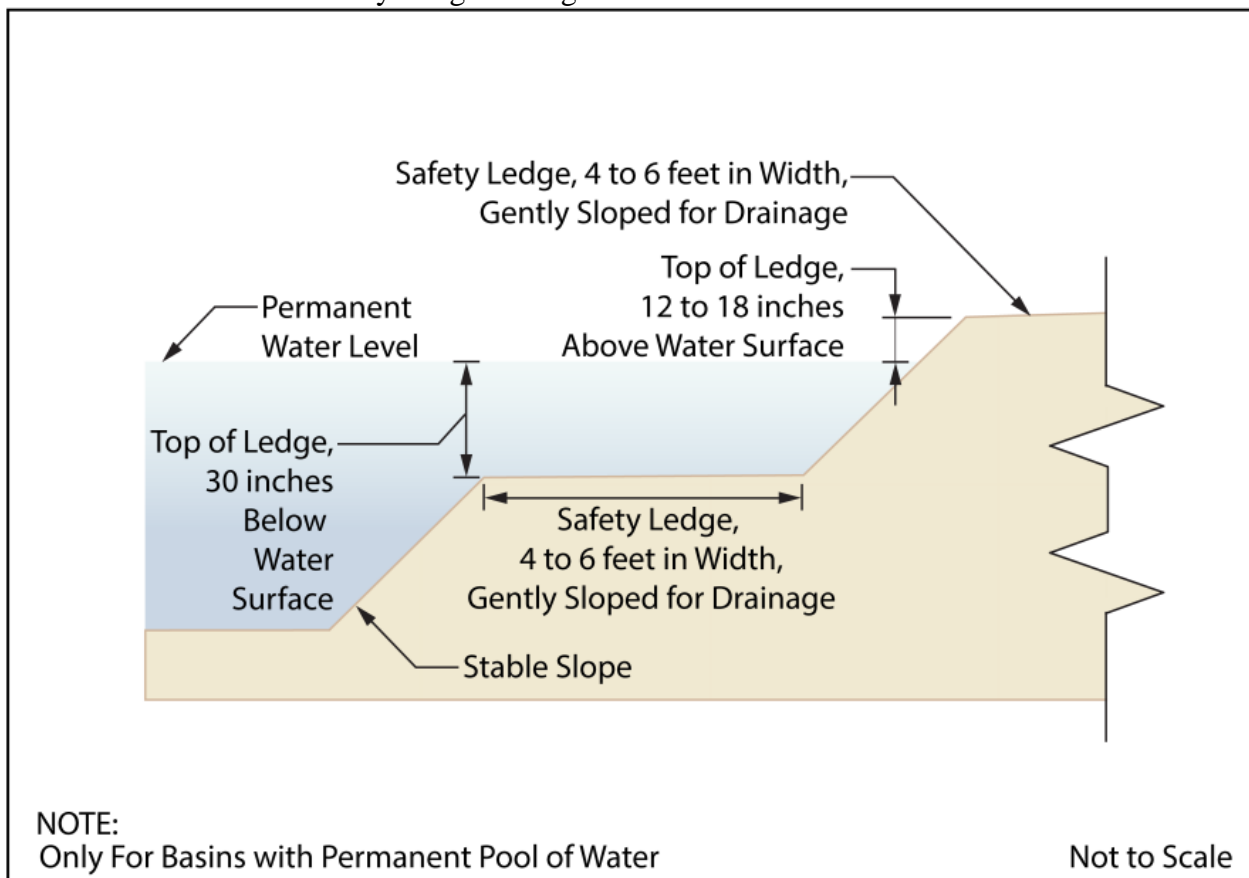 Safety Ledge, 4 to 6 feet in Width,
Gently Sloped for Drainage
Top of Ledge,
12 to 18 inches
Above Water Surface
Permanent
Water Level
Top of Ledge,
30 inches
Below
Water
Surface
Safety Ledge,
4 to 6 feet in Width,
Gently Sloped for Drainage
Stable Slope
NOTE:
Only For Basins with Permanent Pool of Water
Not to Scale